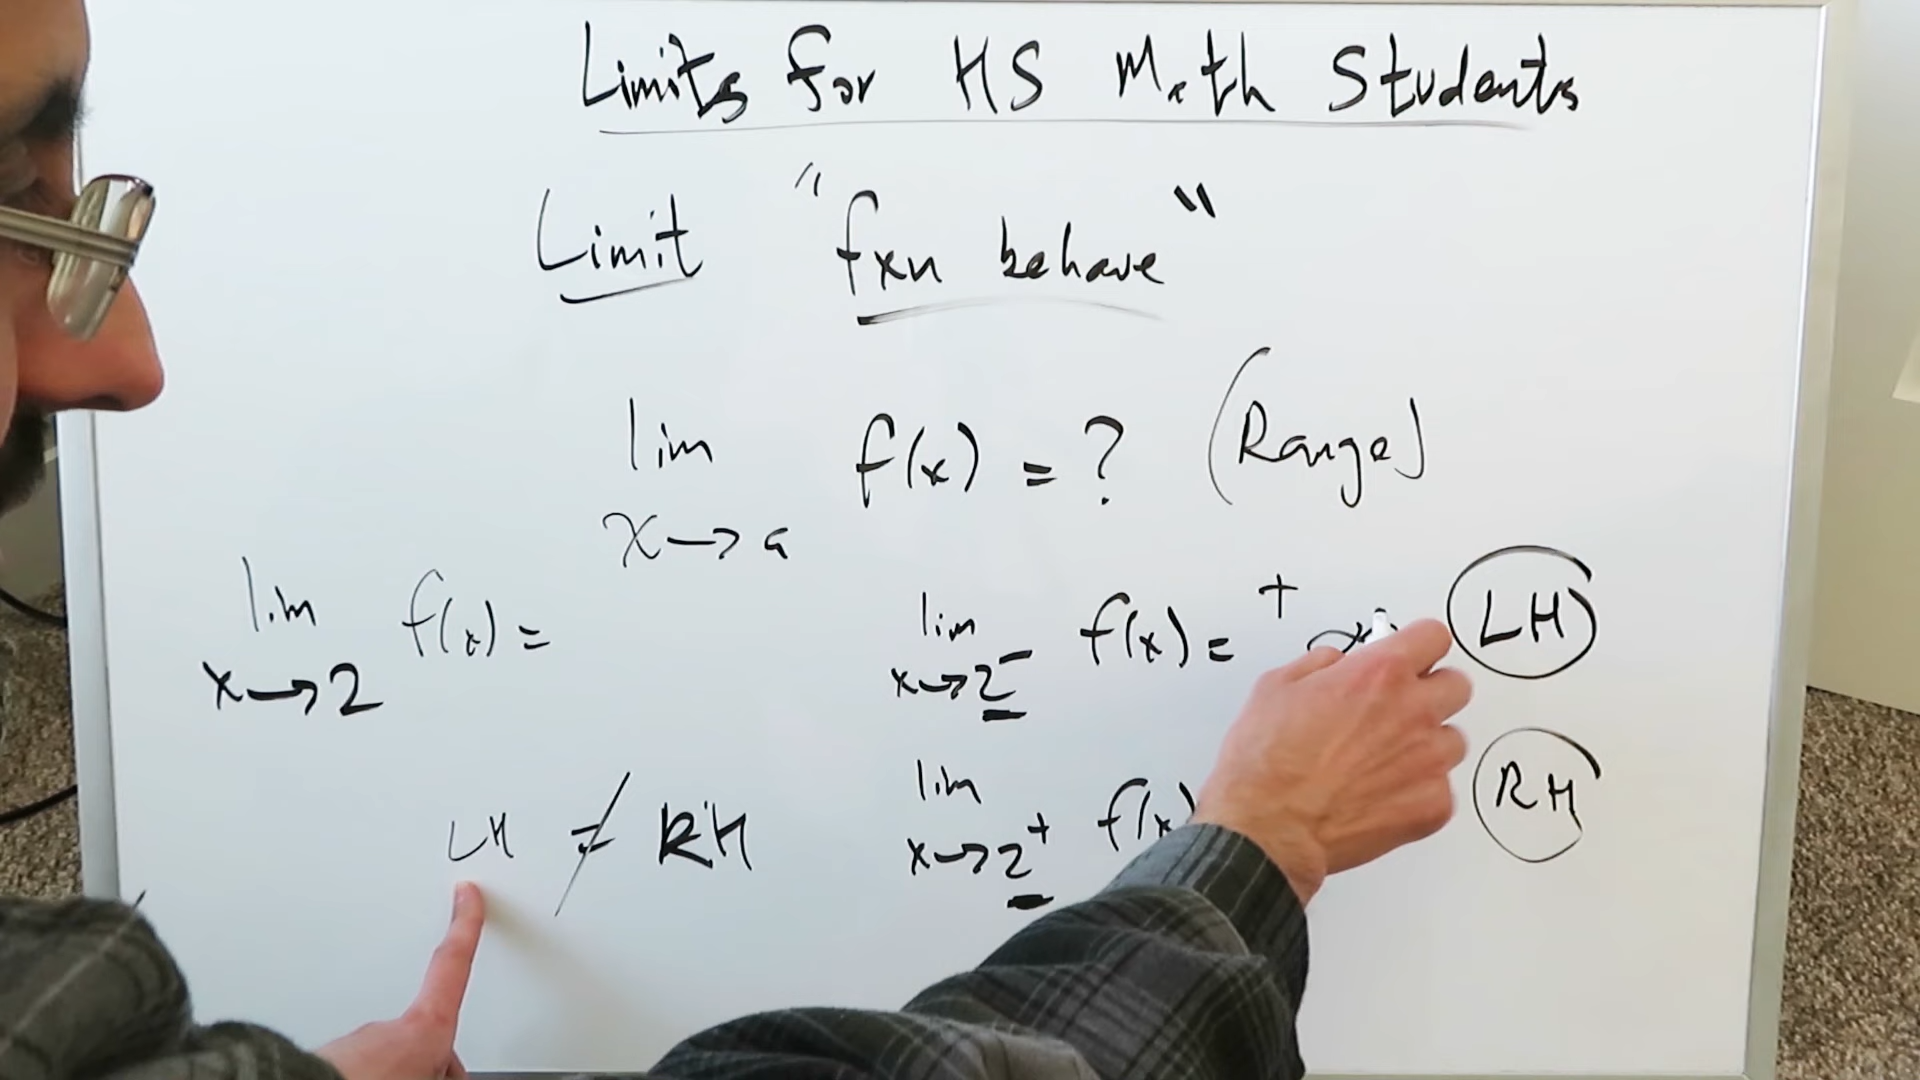 Limits for HS Math Students
Limit "fxn behave"
lim f(x) = ? (Range)
x→a
lim f(x) =
x→2
lim f(x) = +∞ LH
x→2⁻
LH ≠ RH
lim f(x) RH
x→2⁺